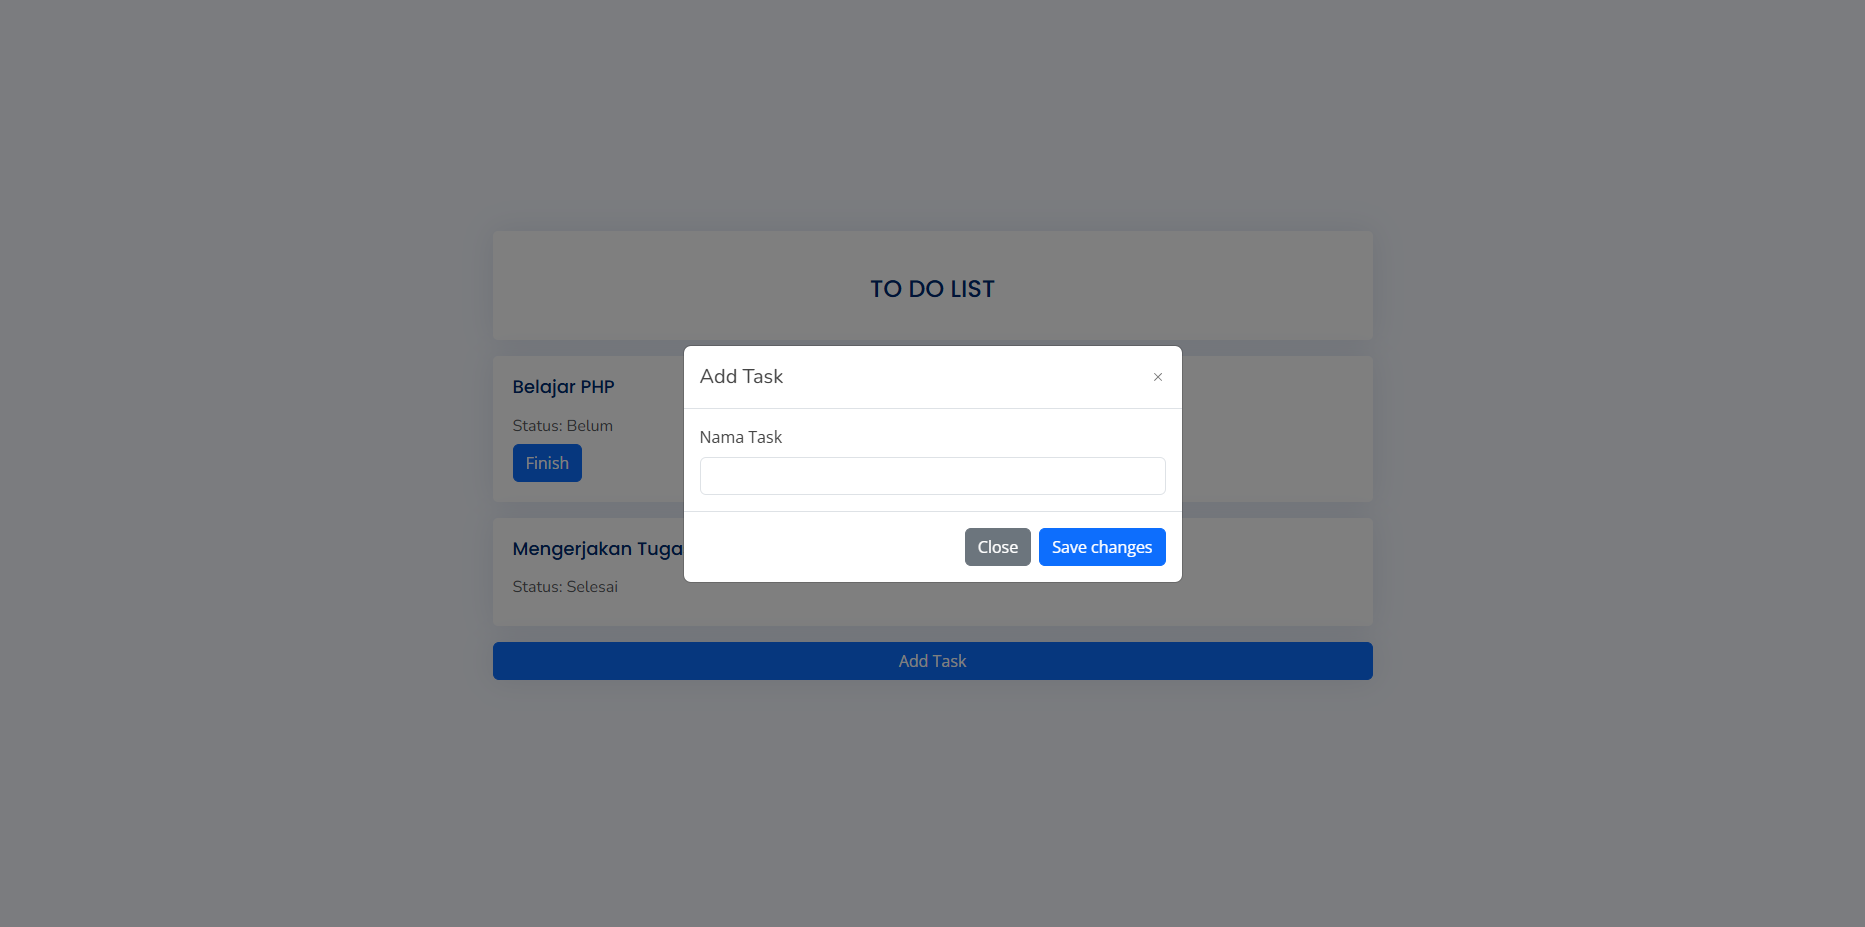 TO DO LIST
Belajar PHP
Status: Belum
Finish
Mengerjakan
Status: Selesai
Add Task
Add Task
×
Nama Task
Close
Save changes